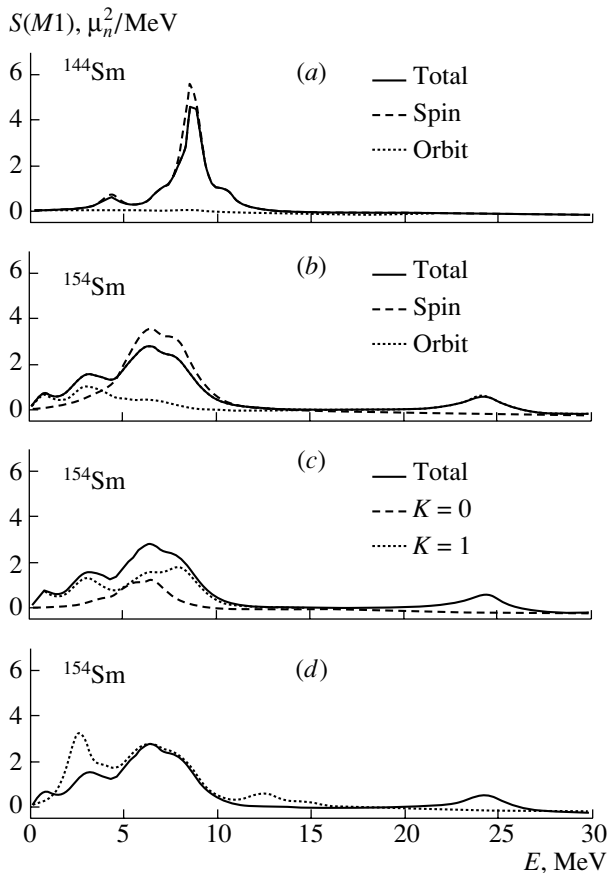 S(M1), μ_n^2/MeV
6
4
2
0
^144Sm
(a)
Total
Spin
Orbit
6
4
2
0
^154Sm
(b)
Total
Spin
Orbit
6
4
2
0
^154Sm
(c)
Total
K = 0
K = 1
6
4
2
0
^154Sm
(d)
0 5 10 15 20 25 30
E, MeV